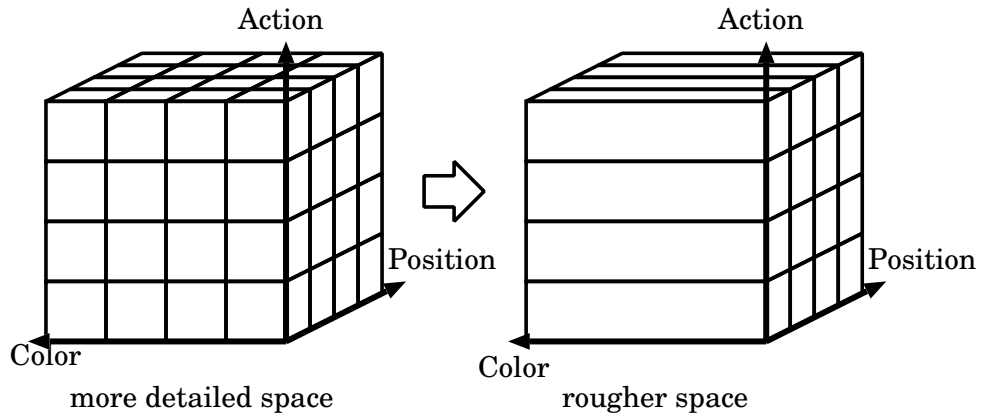 Action
Action
Position
Position
Color
Color
more detailed space
rougher space